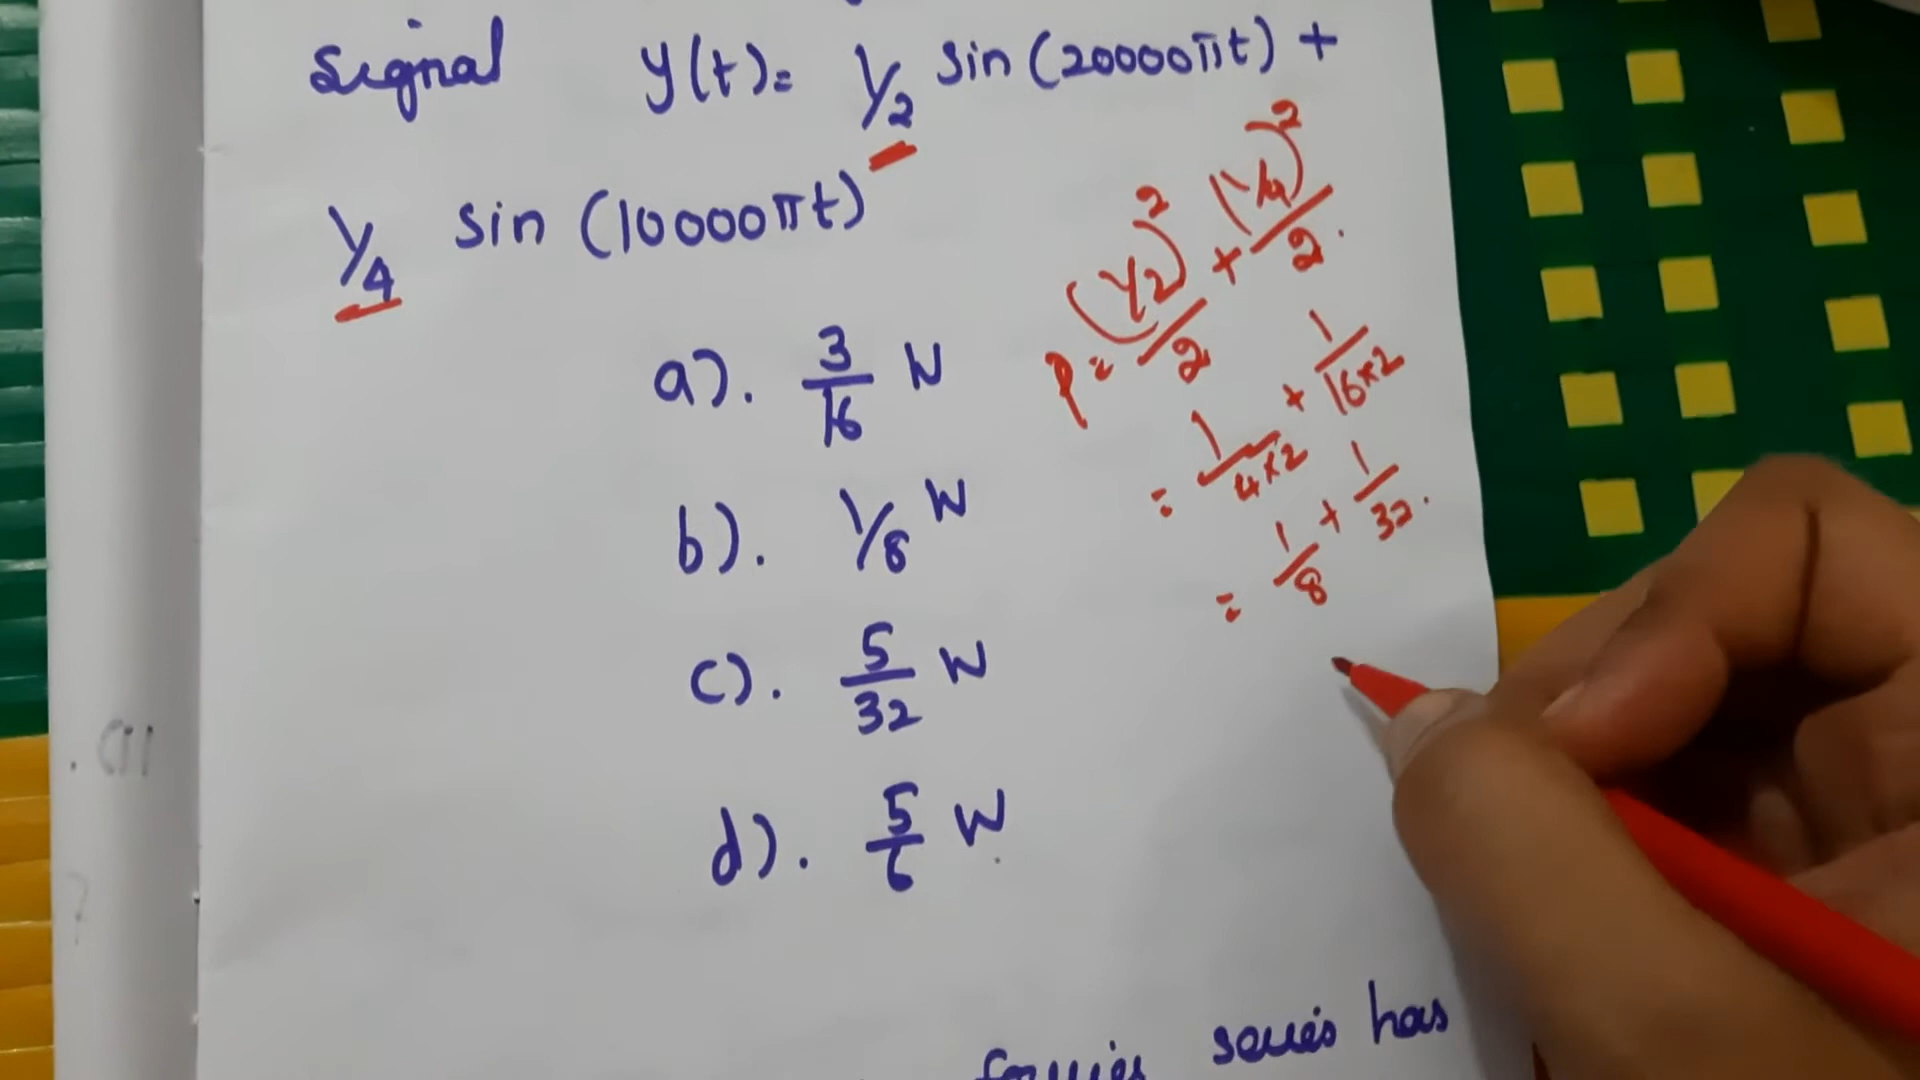 Signal y(t)= 1/2 sin(20000πt) +
1/4 sin (10000πt)
a). 3/16 W
b). 1/8 W
c). 5/32 W
d). 5/6 W
P = (1/2)²/2 + (1/4)²/2.
= 1/4×2 + 1/16×2
= 1/8 + 1/32.
series has